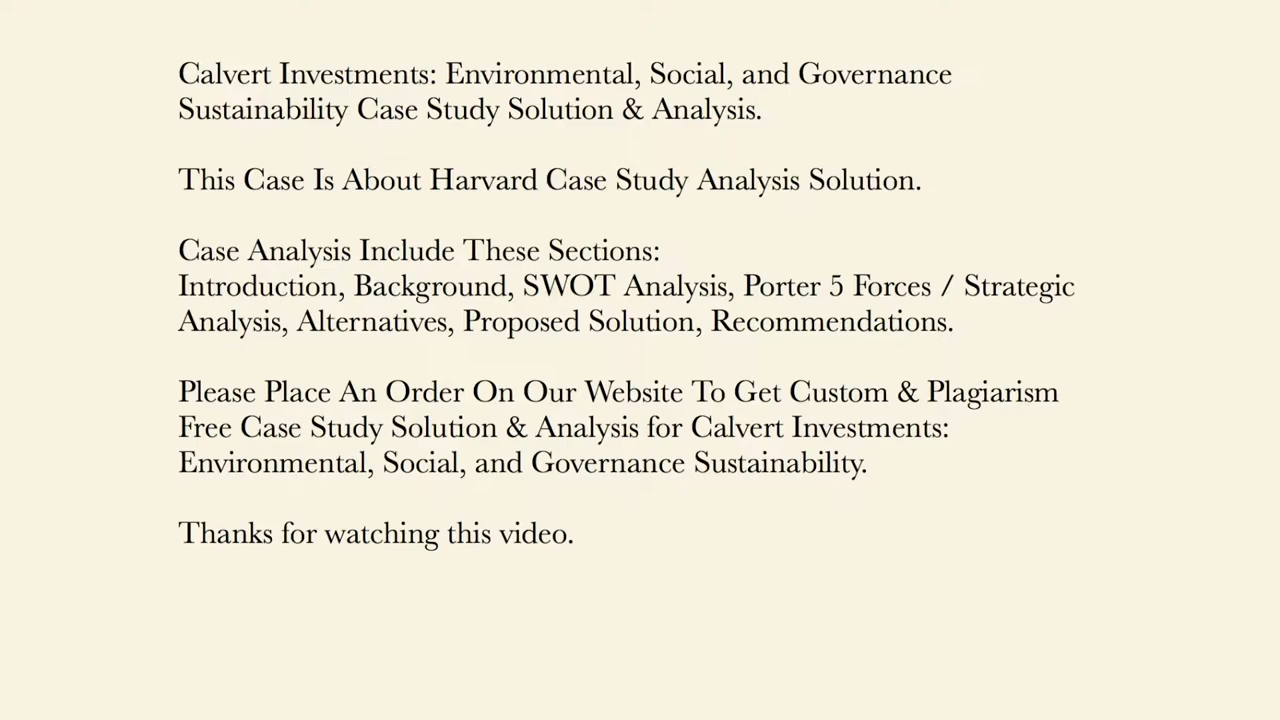 Calvert Investments: Environmental, Social, and Governance
Sustainability Case Study Solution & Analysis.
This Case Is About Harvard Case Study Analysis Solution.
Case Analysis Include These Sections:
Introduction, Background, SWOT Analysis, Porter 5 Forces / Strategic
Analysis, Alternatives, Proposed Solution, Recommendations.
Please Place An Order On Our Website To Get Custom & Plagiarism
Free Case Study Solution & Analysis for Calvert Investments:
Environmental, Social, and Governance Sustainability.
Thanks for watching this video.